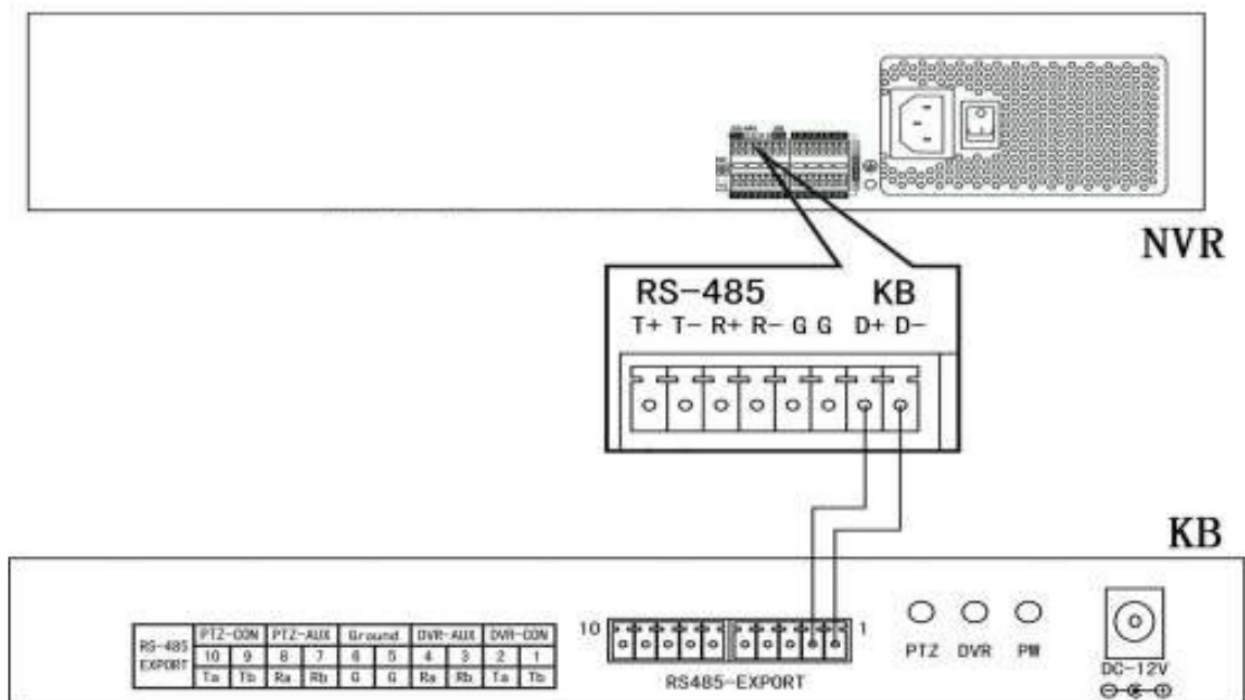 NVR
RS-485 KB
T+ T- R+ R- G G D+ D-
KB
RS-485 EXPORT
PTZ-CON PTZ-AUX Ground DVR-AUX DVR-CON
10 9 8 7 6 5 4 3 2 1
Ta Tb Ra Rb G G Ra Rb Ta Tb
10 1
RS485-EXPORT
PTZ DVR PW
DC-12V